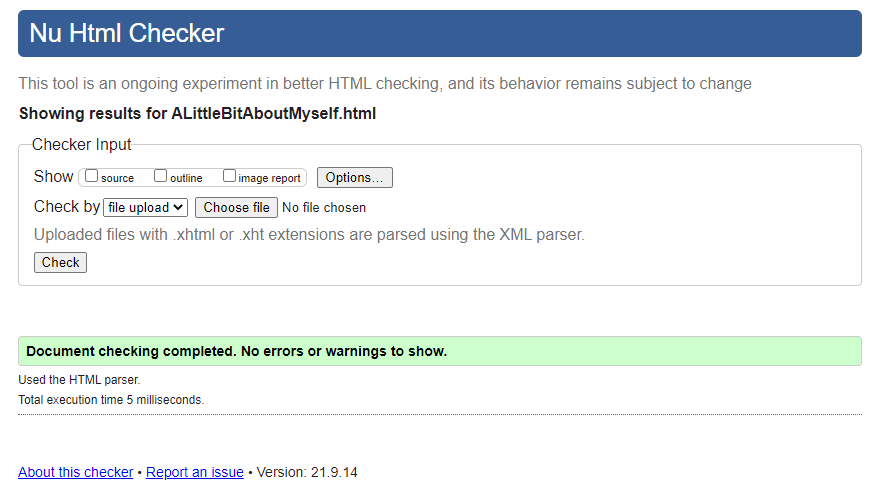 Nu Html Checker
This tool is an ongoing experiment in better HTML checking, and its behavior remains subject to change
Showing results for ALittleBitAboutMyself.html
Checker Input
Show source outline image report Options...
Check by file upload Choose file No file chosen
Uploaded files with .xhtml or .xht extensions are parsed using the XML parser.
Check
Document checking completed. No errors or warnings to show.
Used the HTML parser.
Total execution time 5 milliseconds.
About this checker • Report an issue • Version: 21.9.14